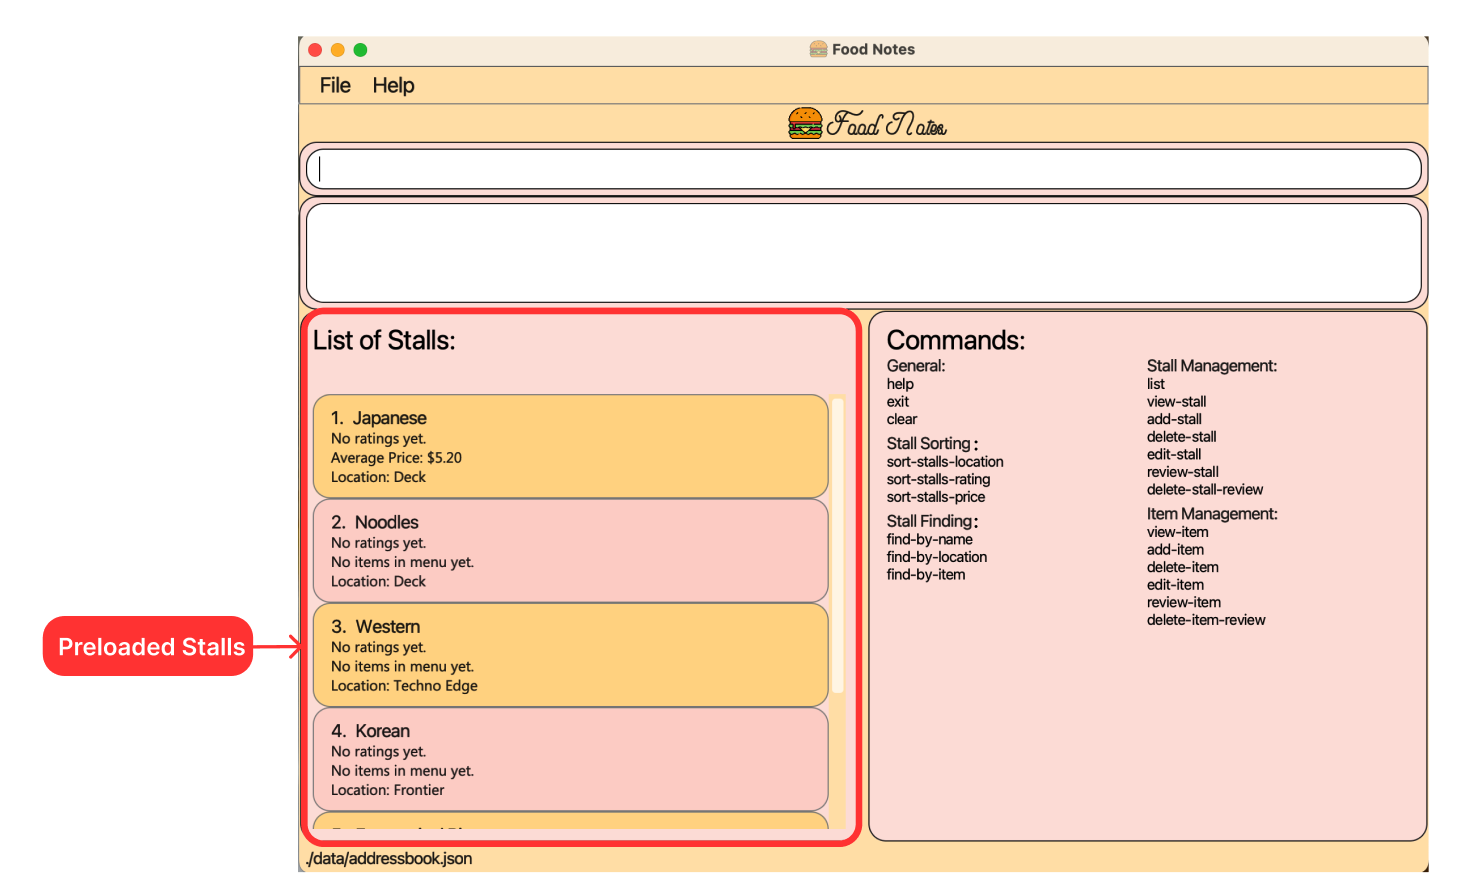 Food Notes
File Help
Food Notes
List of Stalls:
1. Japanese
No ratings yet.
Average Price: $5.20
Location: Deck
2. Noodles
No ratings yet.
No items in menu yet.
Location: Deck
3. Western
No ratings yet.
No items in menu yet.
Location: Techno Edge
4. Korean
No ratings yet.
No items in menu yet.
Location: Frontier
Preloaded Stalls
Commands:
General:
help
exit
clear
Stall Sorting :
sort-stalls-location
sort-stalls-rating
sort-stalls-price
Stall Finding :
find-by-name
find-by-location
find-by-item
Stall Management:
list
view-stall
add-stall
delete-stall
edit-stall
review-stall
delete-stall-review
Item Management:
view-item
add-item
delete-item
edit-item
review-item
delete-item-review
./data/addressbook.json